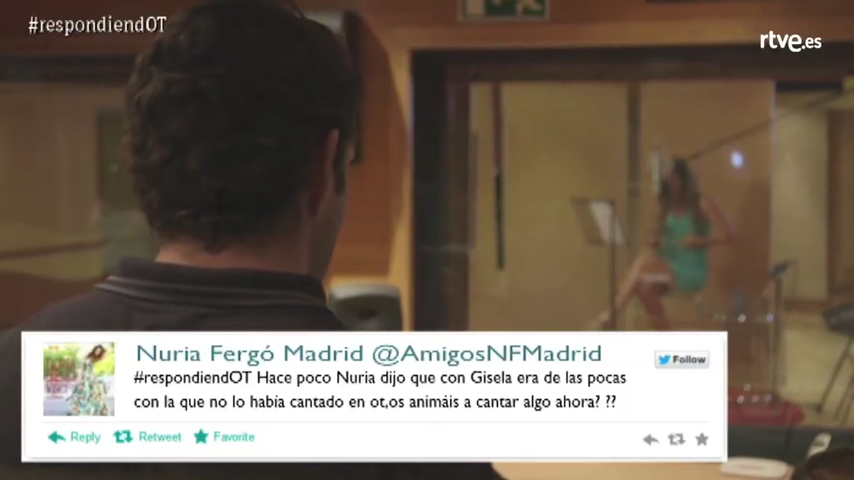 #respondiendOT
rtve.es
Nuria Fergó Madrid @AmigosNFMadrid
Follow
#respondiendOT Hace poco Nuria dijo que con Gisela era de las pocas
con la que no lo había cantado en ot,os animáis a cantar algo ahora? ??
Reply Retweet Favorite